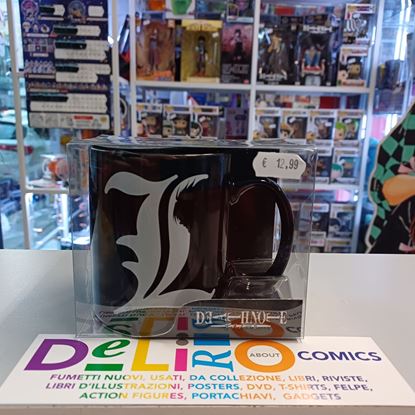 € 12,99
L
DEATH NOTE
DeLiRIO
ABOUT COMICS
FUMETTI NUOVI, USATI, DA COLLEZIONE, LIBRI, RIVISTE,
LIBRI D'ILLUSTRAZIONI, POSTERS, DVD, T-SHIRTS, FELPE,
ACTION FIGURES, PORTACHIAVI, GADGETS